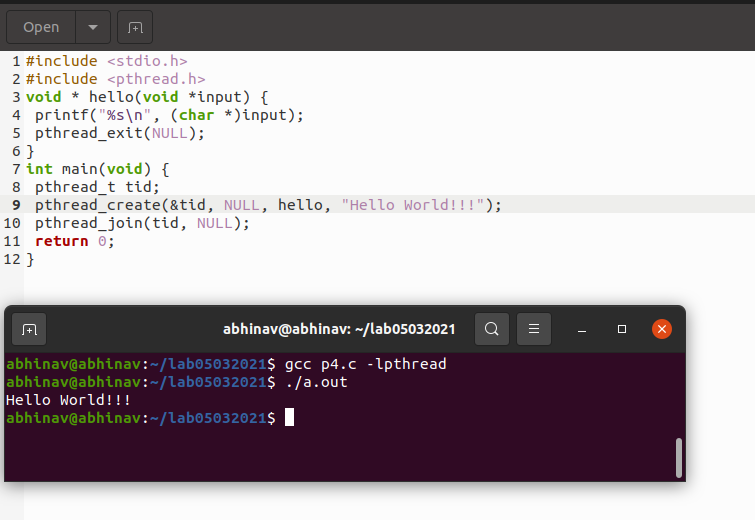 Open
1 #include <stdio.h>
2 #include <pthread.h>
3 void * hello(void *input) {
4  printf("%s\n", (char *)input);
5  pthread_exit(NULL);
6 }
7 int main(void) {
8  pthread_t tid;
9  pthread_create(&tid, NULL, hello, "Hello World!!!");
10  pthread_join(tid, NULL);
11  return 0;
12 }
abhinav@abhinav: ~/lab05032021
abhinav@abhinav:~/lab05032021$ gcc p4.c -lpthread
abhinav@abhinav:~/lab05032021$ ./a.out
Hello World!!!
abhinav@abhinav:~/lab05032021$